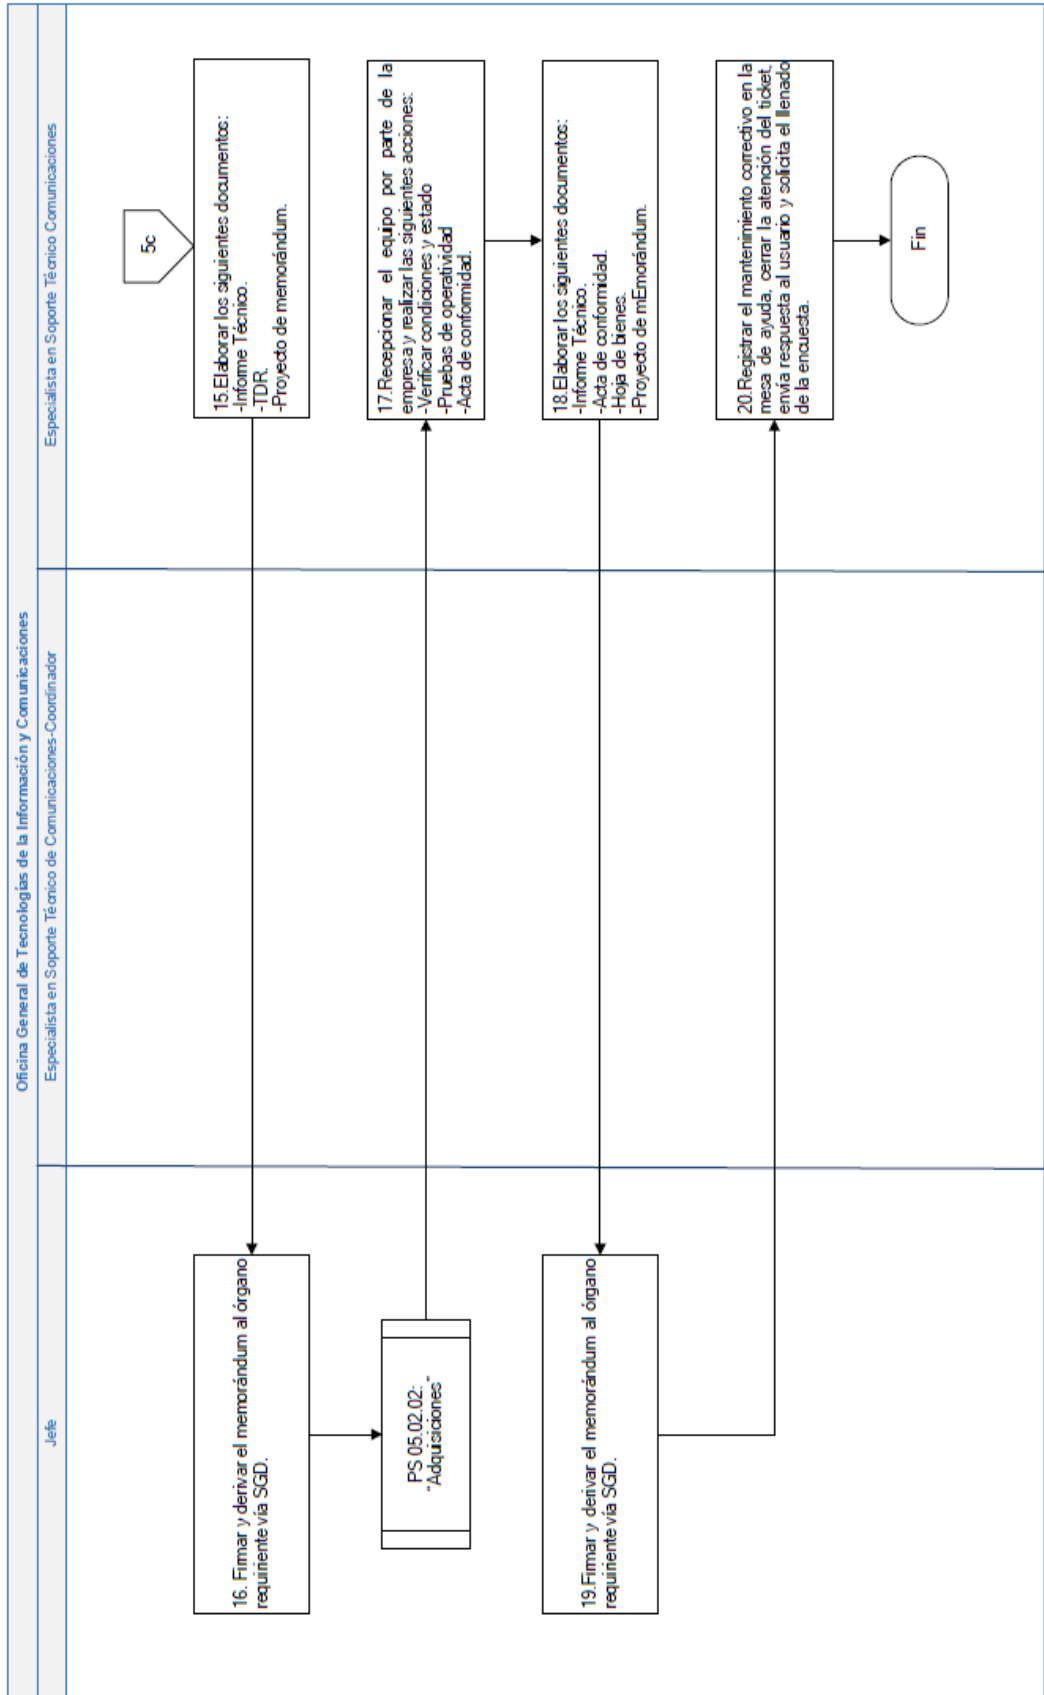 Oficina General de Tecnologías de la Información y Comunicaciones
Jefe
Especialista en Soporte Técnico de Comunicaciones-Coordinador
Especialista en Soporte Técnico Comunicaciones
5c
15.Elaborar los siguientes documentos:
-Informe Técnico.
-TDR.
-Proyecto de memorándum.
16. Firmar y derivar el memorándum al órgano
requiriente vía SGD.
PS 05.02.02:
"Adquisiciones"
17.Recepcionar el equipo por parte de la
empresa y realizar las siguientes acciones:
-Verificar condiciones y estado
-Pruebas de operatividad
-Acta de conformidad.
18.Elaborar los siguientes documentos:
-Informe Técnico.
-Acta de conformidad.
-Hoja de bienes.
-Proyecto de mEmorándum.
19.Firmar y derivar el memorándum al órgano
requiriente vía SGD.
20.Registrar el mantenimiento correctivo en la
mesa de ayuda, cerrar la atención del ticket,
envía respuesta al usuario y solicita el llenado
de la encuesta.
Fin